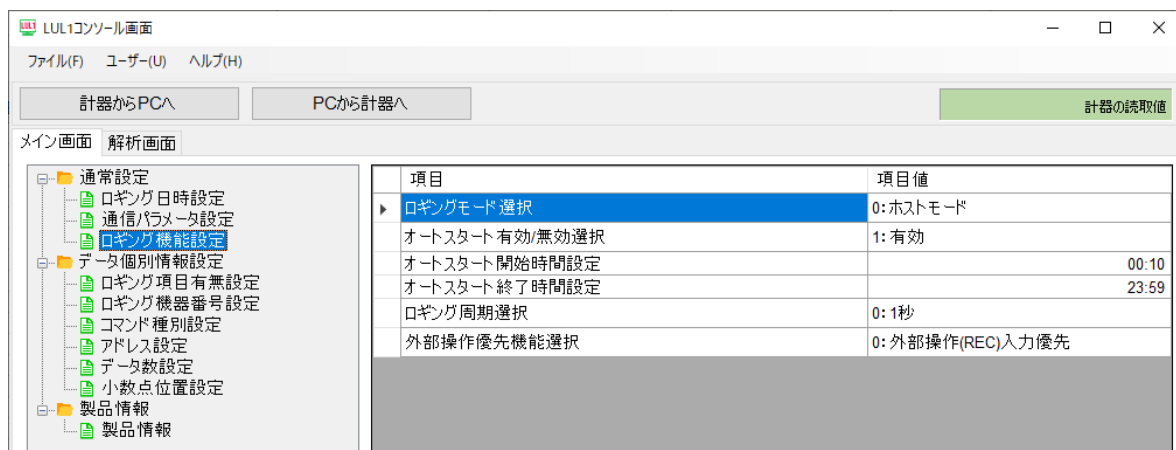 LUL1コンソール画面
ファイル(F) ユーザー(U) ヘルプ(H)
計器からPCへ PCから計器へ 計器の読取値
メイン画面 解析画面
通常設定
ロギング日時設定
通信パラメータ設定
ロギング機能設定
データ個別情報設定
ロギング項目有無設定
ロギング機器番号設定
コマンド種別設定
アドレス設定
データ数設定
小数点位置設定
製品情報
製品情報
項目 項目値
ロギングモード選択 0:ホストモード
オートスタート有効/無効選択 1:有効
オートスタート開始時間設定 00:10
オートスタート終了時間設定 23:59
ロギング周期選択 0:1秒
外部操作優先機能選択 0:外部操作(REC)入力優先